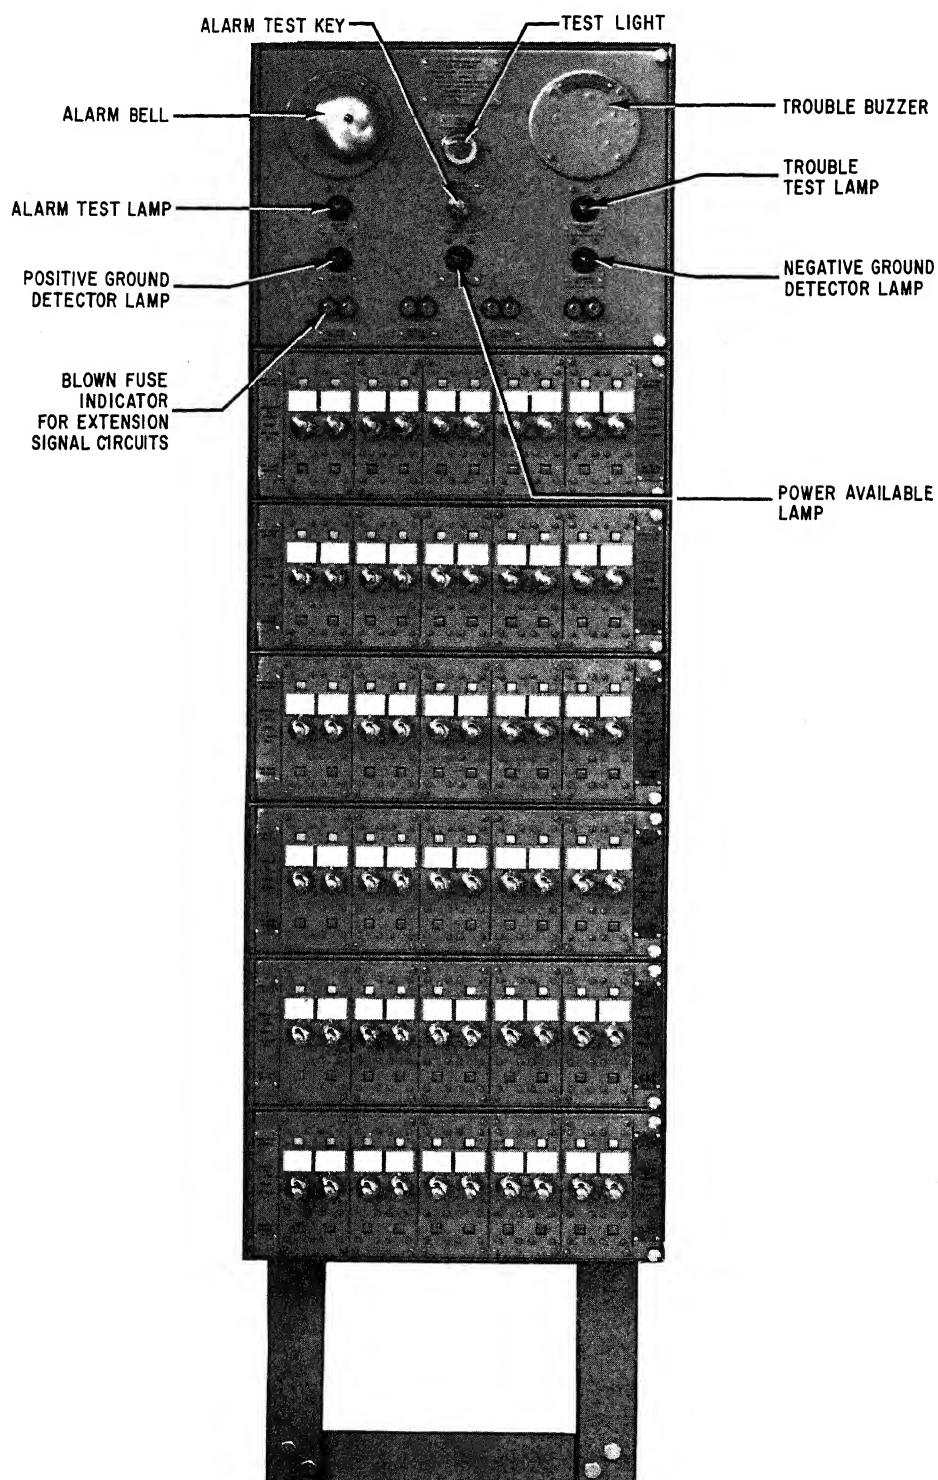 ALARM TEST KEY
TEST LIGHT
ALARM BELL
TROUBLE BUZZER
TROUBLE
TEST LAMP
ALARM TEST LAMP
POSITIVE GROUND
DETECTOR LAMP
NEGATIVE GROUND
DETECTOR LAMP
BLOWN FUSE
INDICATOR
FOR EXTENSION
SIGNAL CIRCUITS
POWER AVAILABLE
LAMP